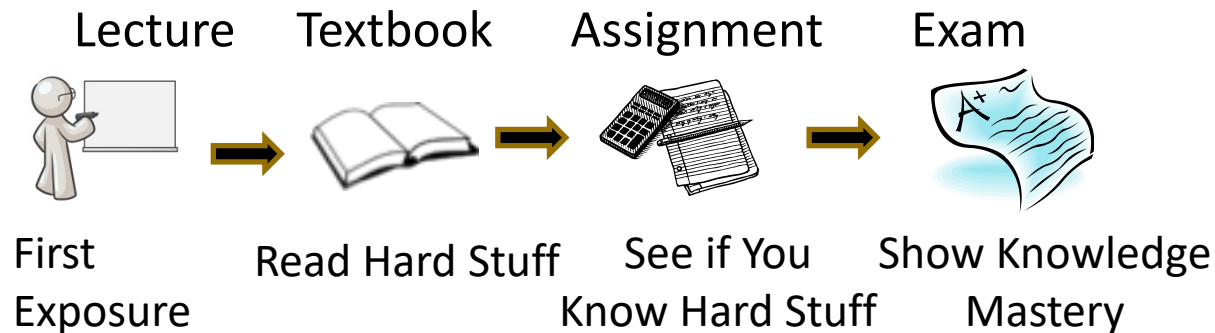 Lecture Textbook Assignment Exam
A+
First Exposure
Read Hard Stuff
See if You
Know Hard Stuff
Show Knowledge
Mastery